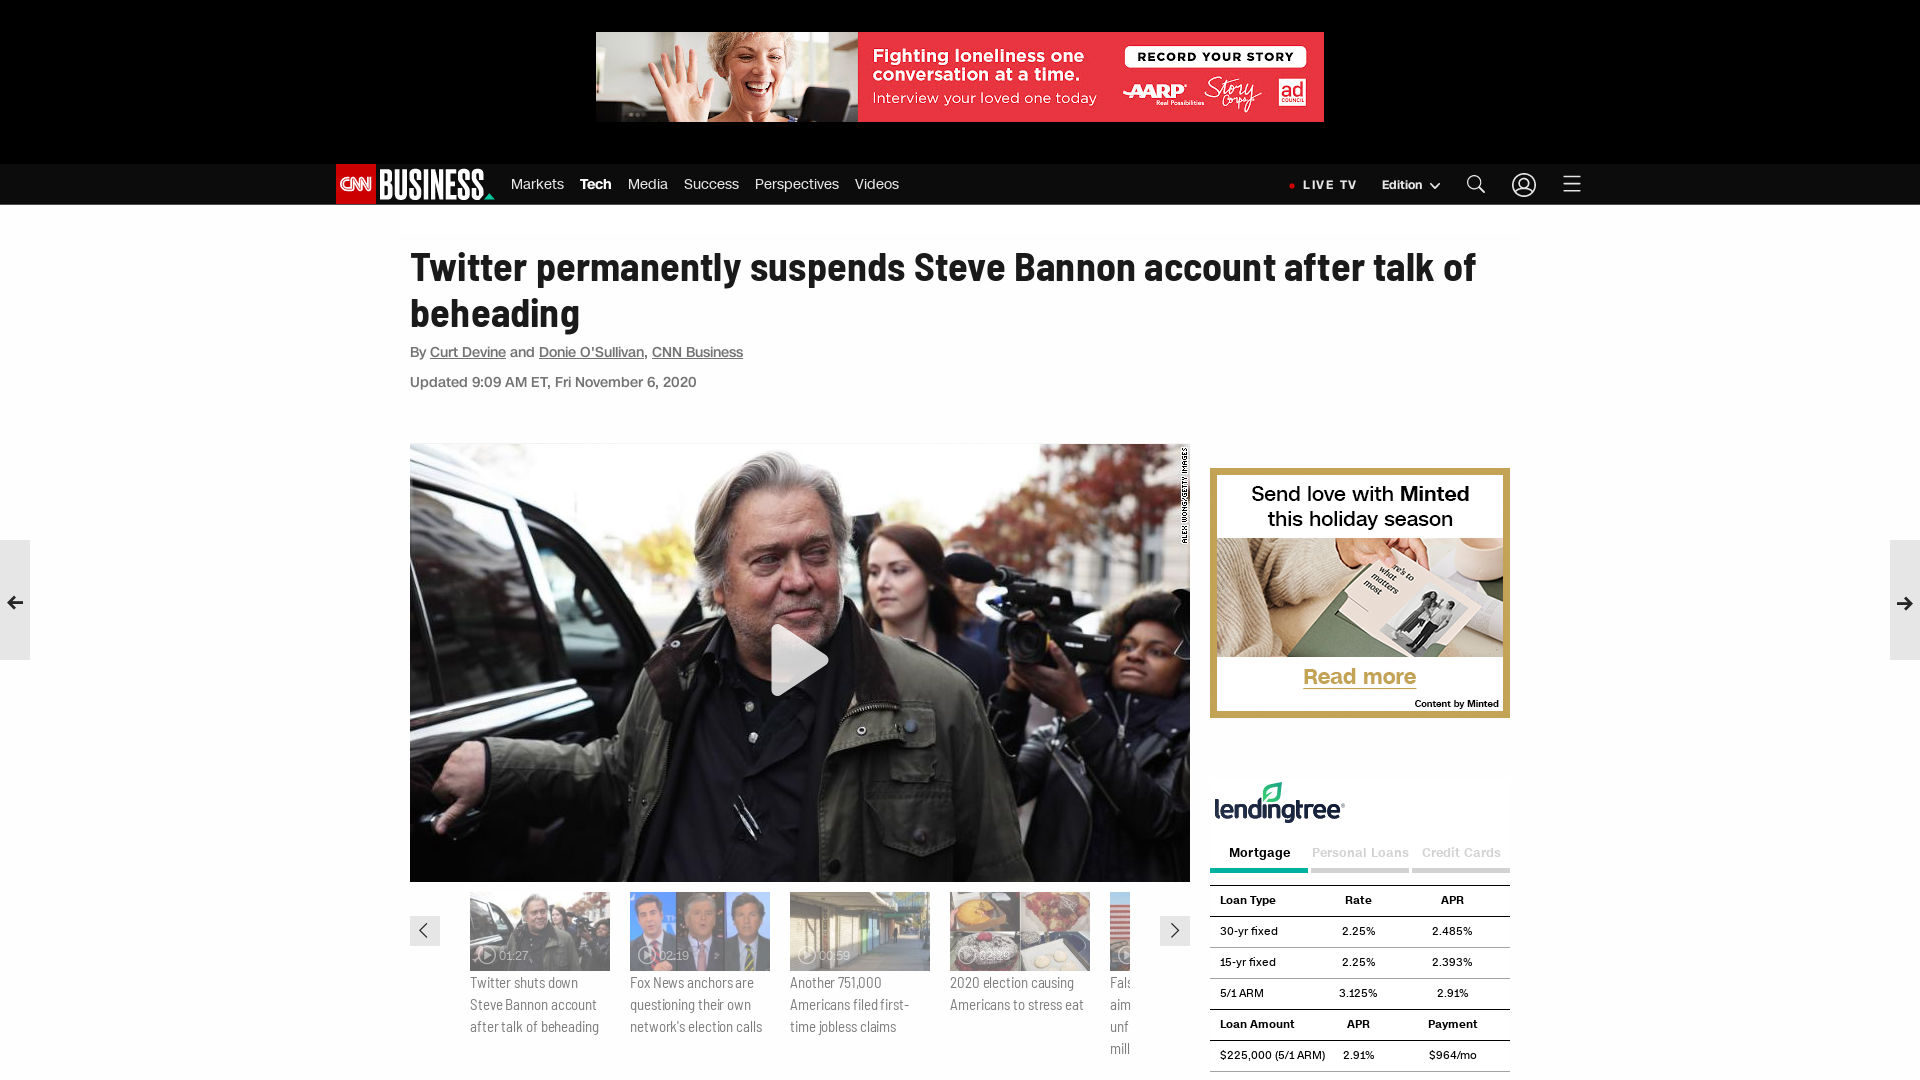 Fighting loneliness one
conversation at a time.
Interview your loved one today
RECORD YOUR STORY
AARP
Real Possibilities
Story
Corps
ad
COUNCIL
CNN BUSINESS Markets Tech Media Success Perspectives Videos LIVE TV Edition
Twitter permanently suspends Steve Bannon account after talk of
beheading
By Curt Devine and Donie O'Sullivan, CNN Business
Updated 9:09 AM ET, Fri November 6, 2020
ALEX WONG/GETTY IMAGES
01:27
Twitter shuts down
Steve Bannon account
after talk of beheading
02:19
Fox News anchors are
questioning their own
network's election calls
00:59
Another 751,000
Americans filed first-
time jobless claims
2020 election causing
Americans to stress eat
Fals
aim
unf
mill
Send love with Minted
this holiday season
what
matters
most
Read more
Content by Minted
lendingtree
Mortgage Personal Loans Credit Cards
Loan Type Rate APR
30-yr fixed 2.25% 2.485%
15-yr fixed 2.25% 2.393%
5/1 ARM 3.125% 2.91%
Loan Amount APR Payment
$225,000 (5/1 ARM) 2.91% $964/mo